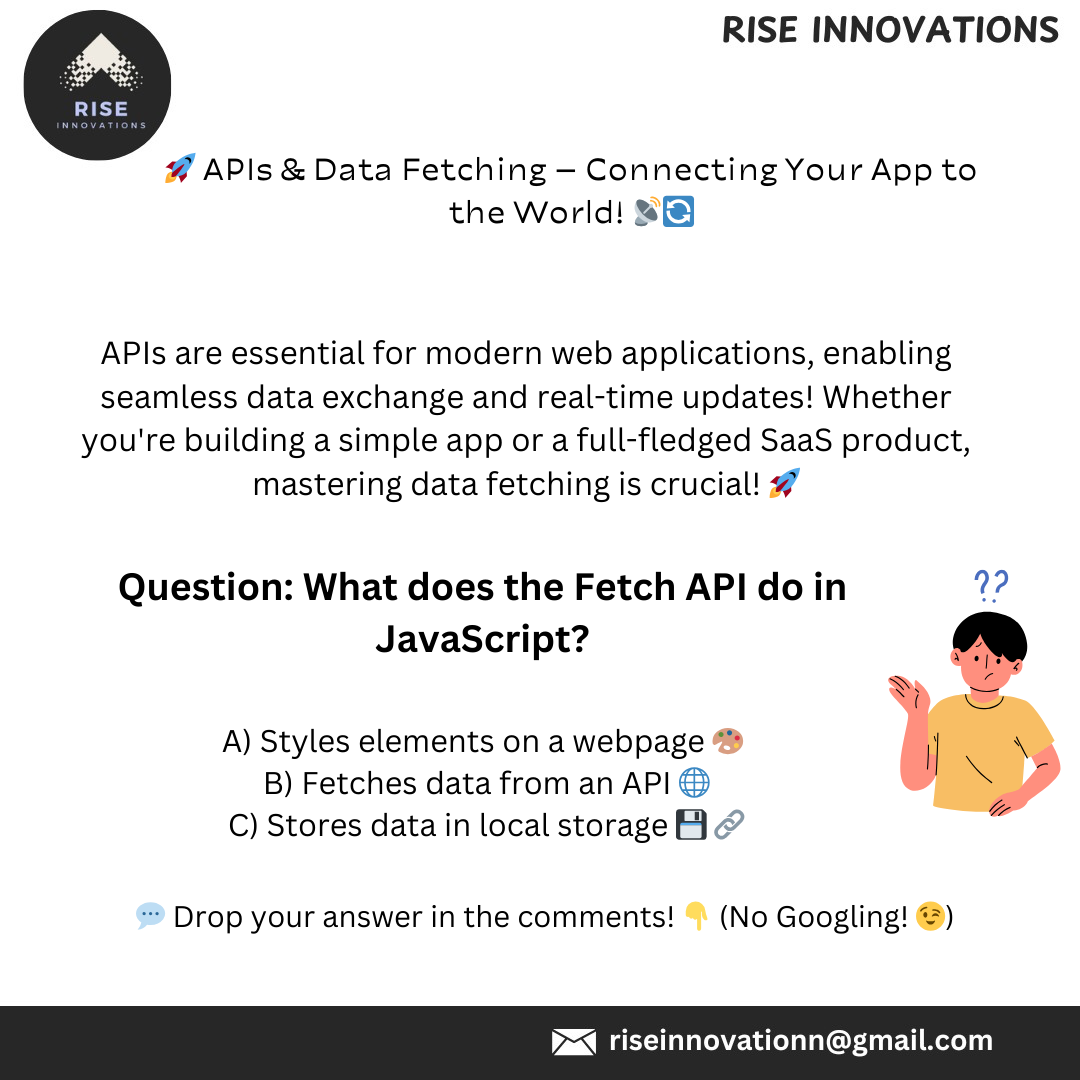 RISE INNOVATIONS
RISE
INNOVATIONS
🚀 APIs & Data Fetching – Connecting Your App to
the World! 📡🔄
APIs are essential for modern web applications, enabling
seamless data exchange and real-time updates! Whether
you're building a simple app or a full-fledged SaaS product,
mastering data fetching is crucial! 🚀
Question: What does the Fetch API do in
JavaScript?
??
A) Styles elements on a webpage 🎨
B) Fetches data from an API 🌐
C) Stores data in local storage 💾 🔗
💬 Drop your answer in the comments! 👇 (No Googling! 😉)
riseinnovationn@gmail.com